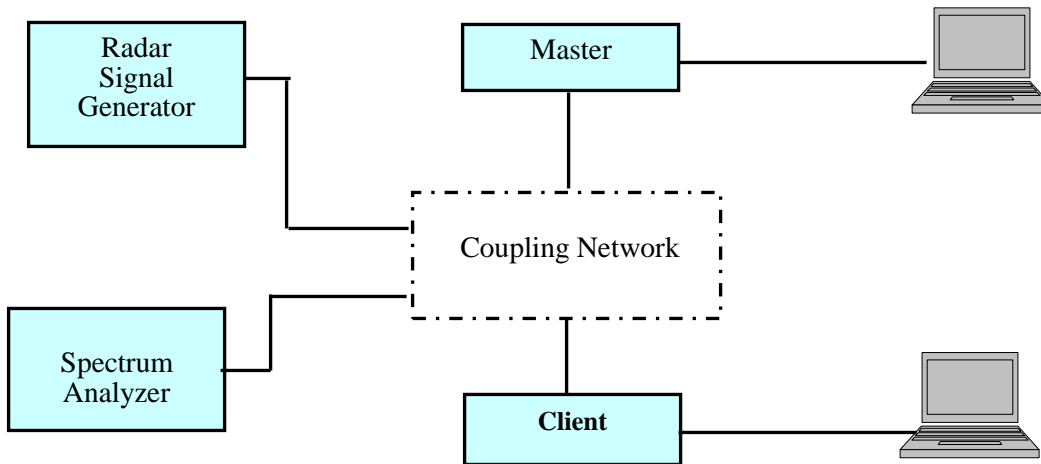 Radar
Signal
Generator
Master
Coupling Network
Spectrum
Analyzer
Client